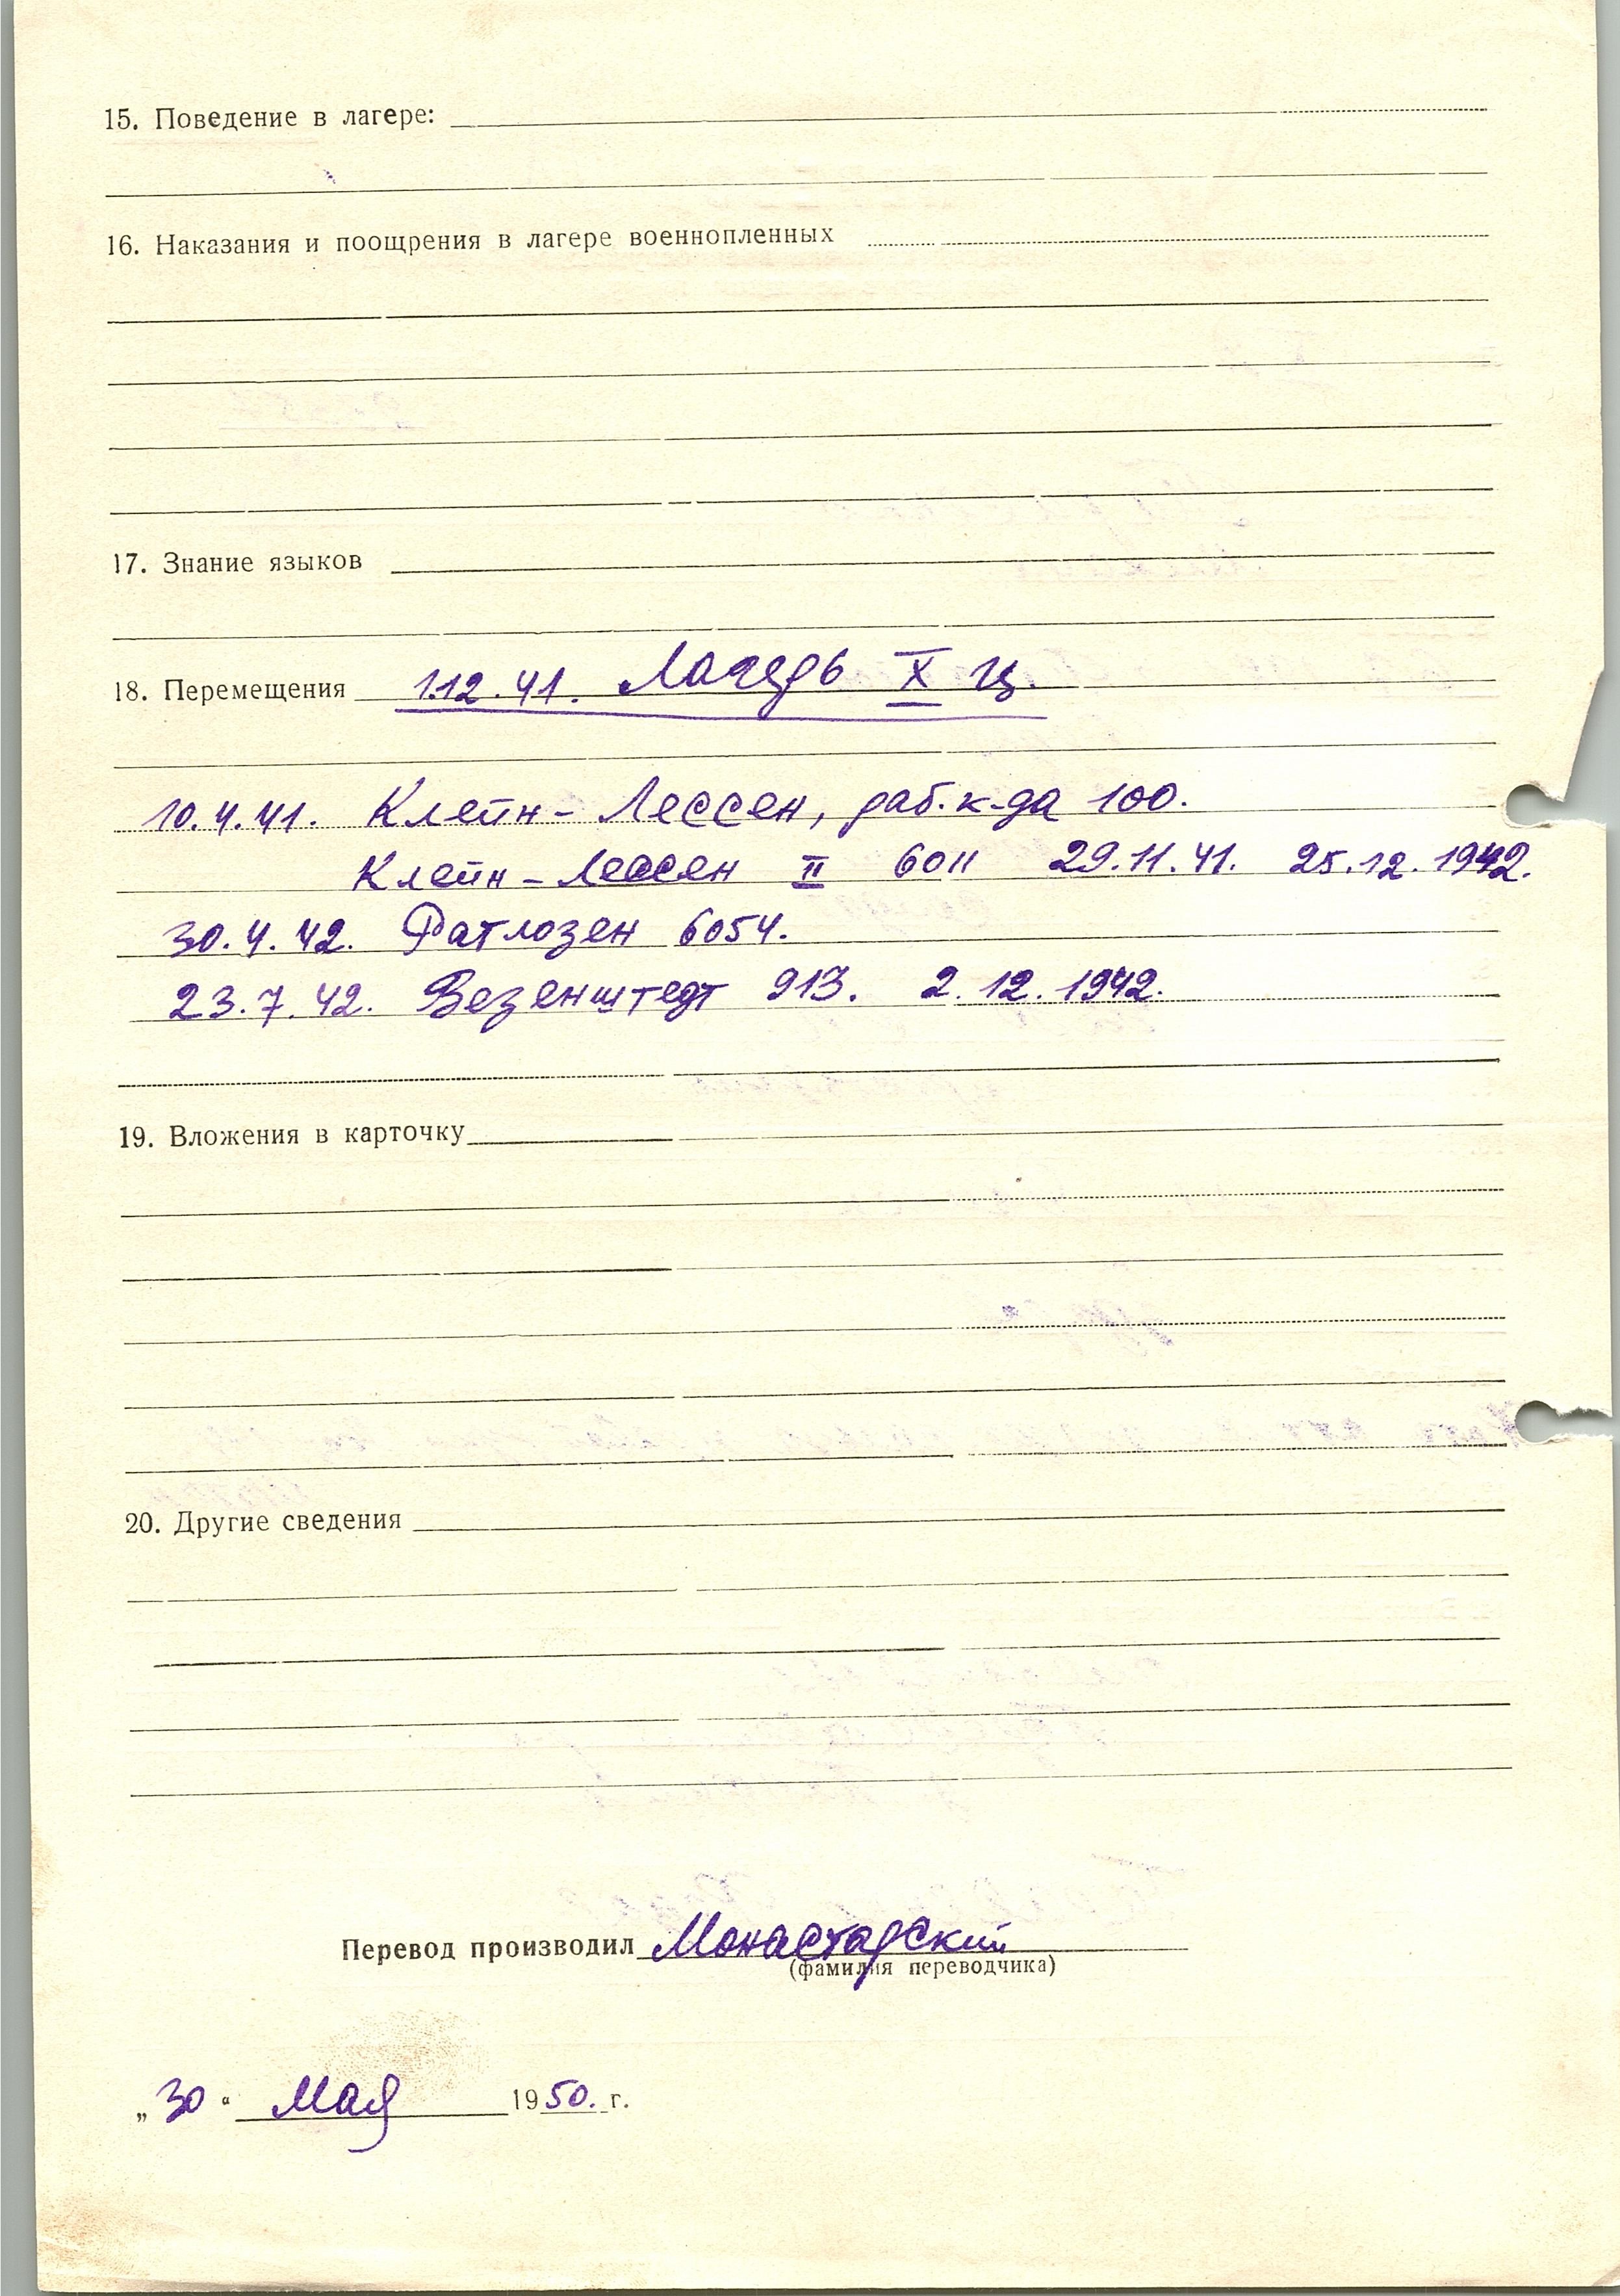 15. Поведение в лагере:
16. Наказания и поощрения в лагере военнопленных
17. Знание языков
18. Перемещения 1.12.41. Лагерь X ц.
10.4.41. Клейн-Лессен, раб.к-да 100.
Клейн-Лессен II 6011 29.11.41. 25.12.1942.
30.4.42. Ратлозен 6054.
23.7.42. Везенштедт 913. 2.12.1942.
19. Вложения в карточку
20. Другие сведения
Перевод производил Монастарский
(фамилия переводчика)
„30“ Мая 1950. г.